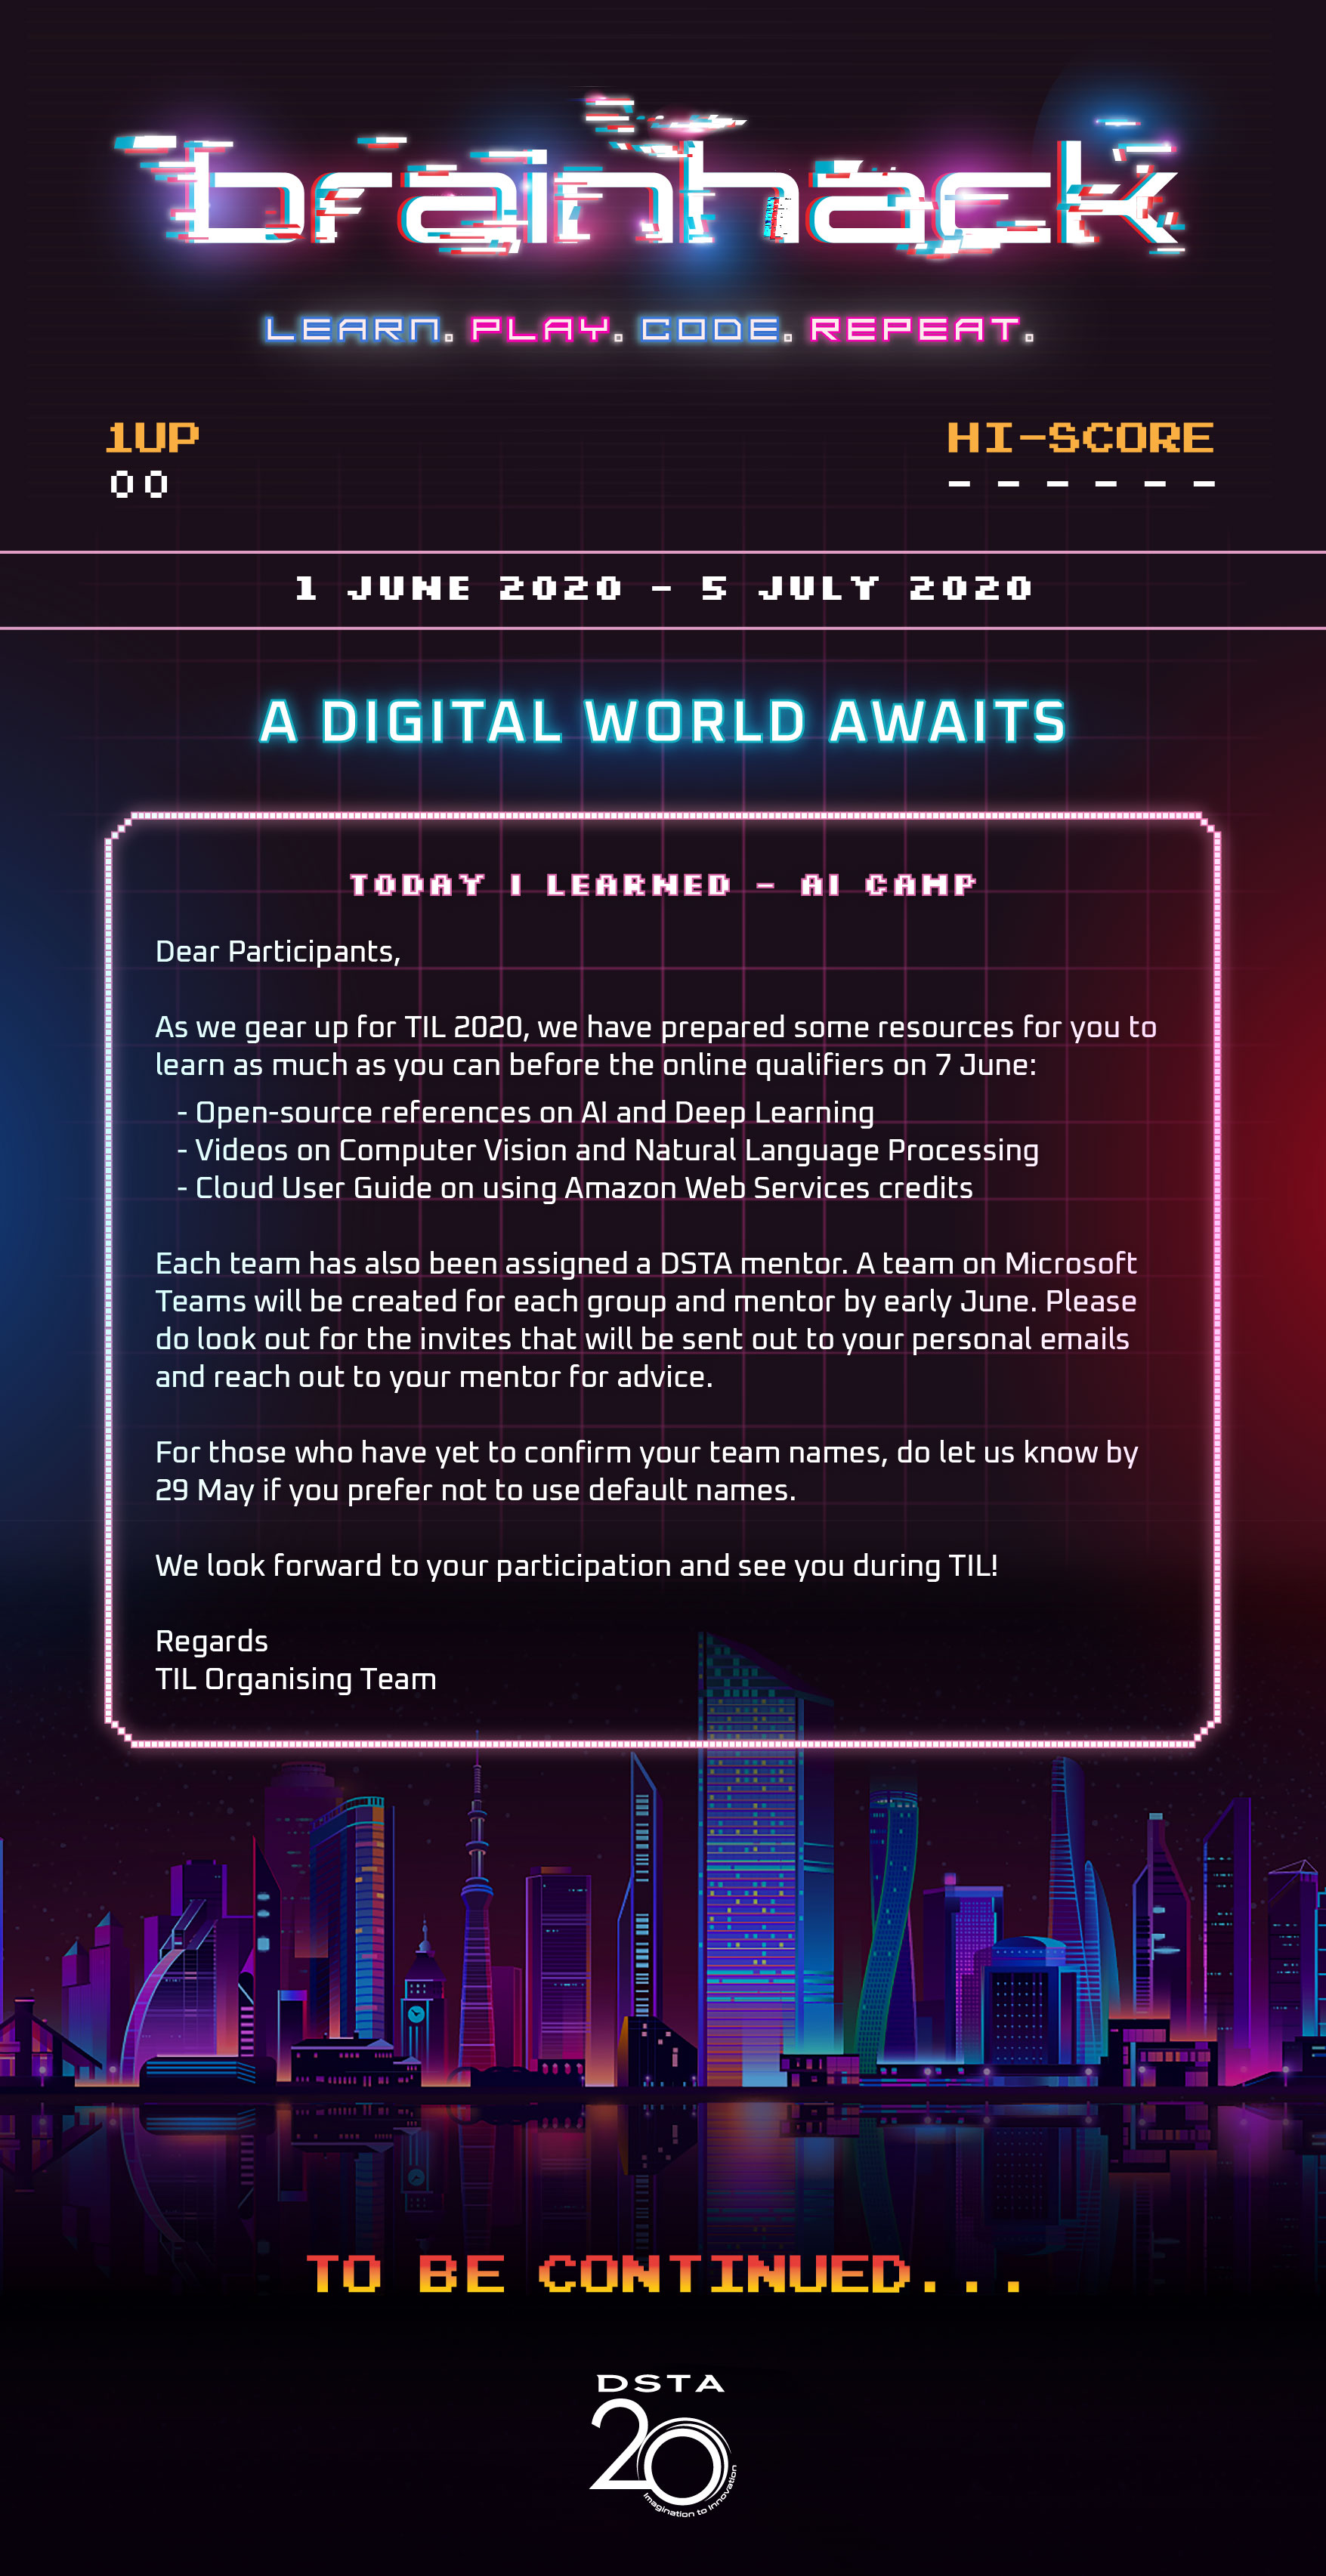 brainhack
LEARN. PLAY. CODE. REPEAT.
1UP
00
HI-SCORE
- - - - - -
1 JUNE 2020 - 5 JULY 2020
A DIGITAL WORLD AWAITS
TODAY I LEARNED - AI CAMP
Dear Participants,
As we gear up for TIL 2020, we have prepared some resources for you to
learn as much as you can before the online qualifiers on 7 June:
- Open-source references on AI and Deep Learning
- Videos on Computer Vision and Natural Language Processing
- Cloud User Guide on using Amazon Web Services credits
Each team has also been assigned a DSTA mentor. A team on Microsoft
Teams will be created for each group and mentor by early June. Please
do look out for the invites that will be sent out to your personal emails
and reach out to your mentor for advice.
For those who have yet to confirm your team names, do let us know by
29 May if you prefer not to use default names.
We look forward to your participation and see you during TIL!
Regards
TIL Organising Team
TO BE CONTINUED...
DSTA
20
Imagination to Innovation